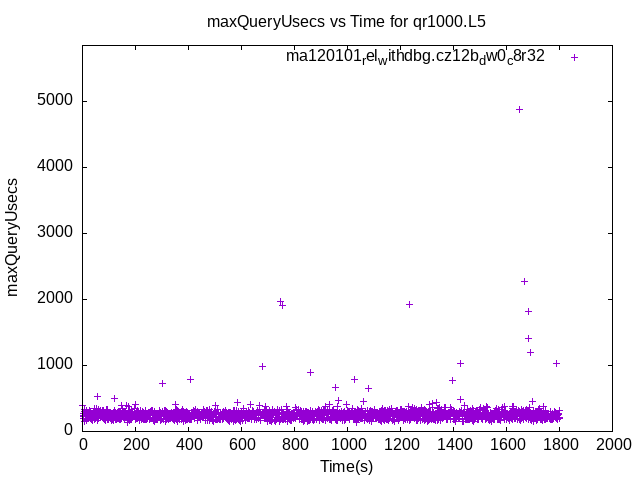 maxQueryUsecs vs Time for qr1000.L5
ma120101relwithdbg.cz12bdw0c8r32
5000
4000
3000
2000
1000
0
maxQueryUsecs
0 200 400 600 800 1000 1200 1400 1600 1800 2000
Time(s)